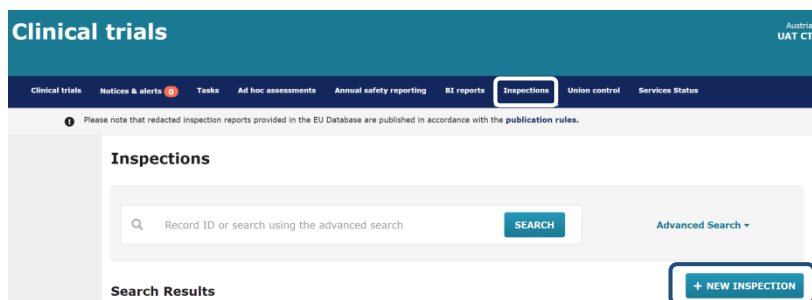 Clinical trials
Austria
UAT CT
Clinical trials Notices & alerts 0 Tasks Ad hoc assessments Annual safety reporting BI reports Inspections Union control Services Status
Please note that redacted inspection reports provided in the EU Database are published in accordance with the publication rules.
Inspections
Record ID or search using the advanced search SEARCH Advanced Search
Search Results + NEW INSPECTION